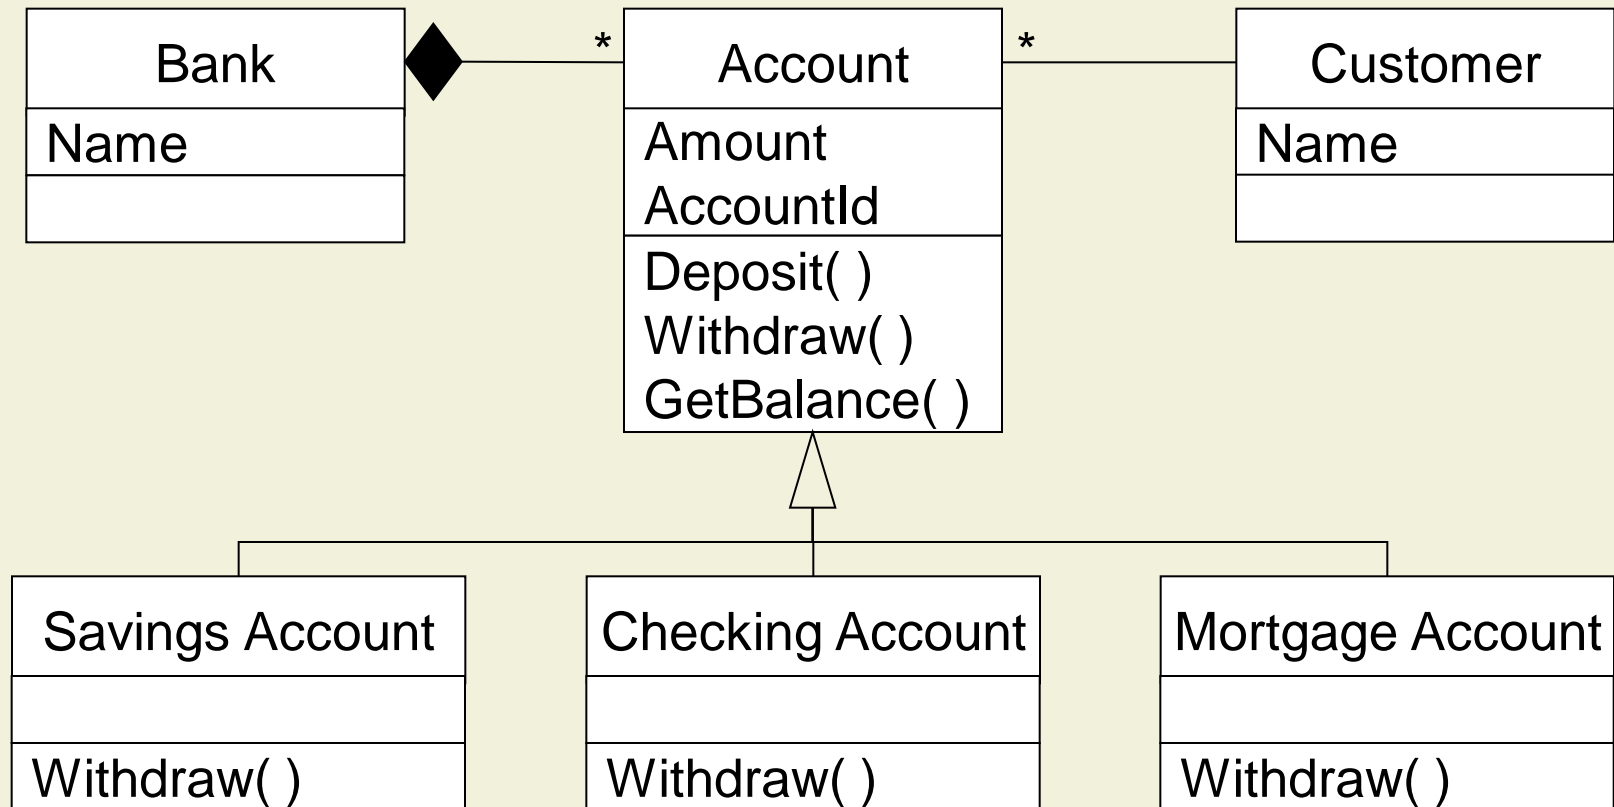 Bank
Name
*
Account
Amount
AccountId
Deposit( )
Withdraw( )
GetBalance( )
*
Customer
Name
Savings Account
Withdraw( )
Checking Account
Withdraw( )
Mortgage Account
Withdraw( )